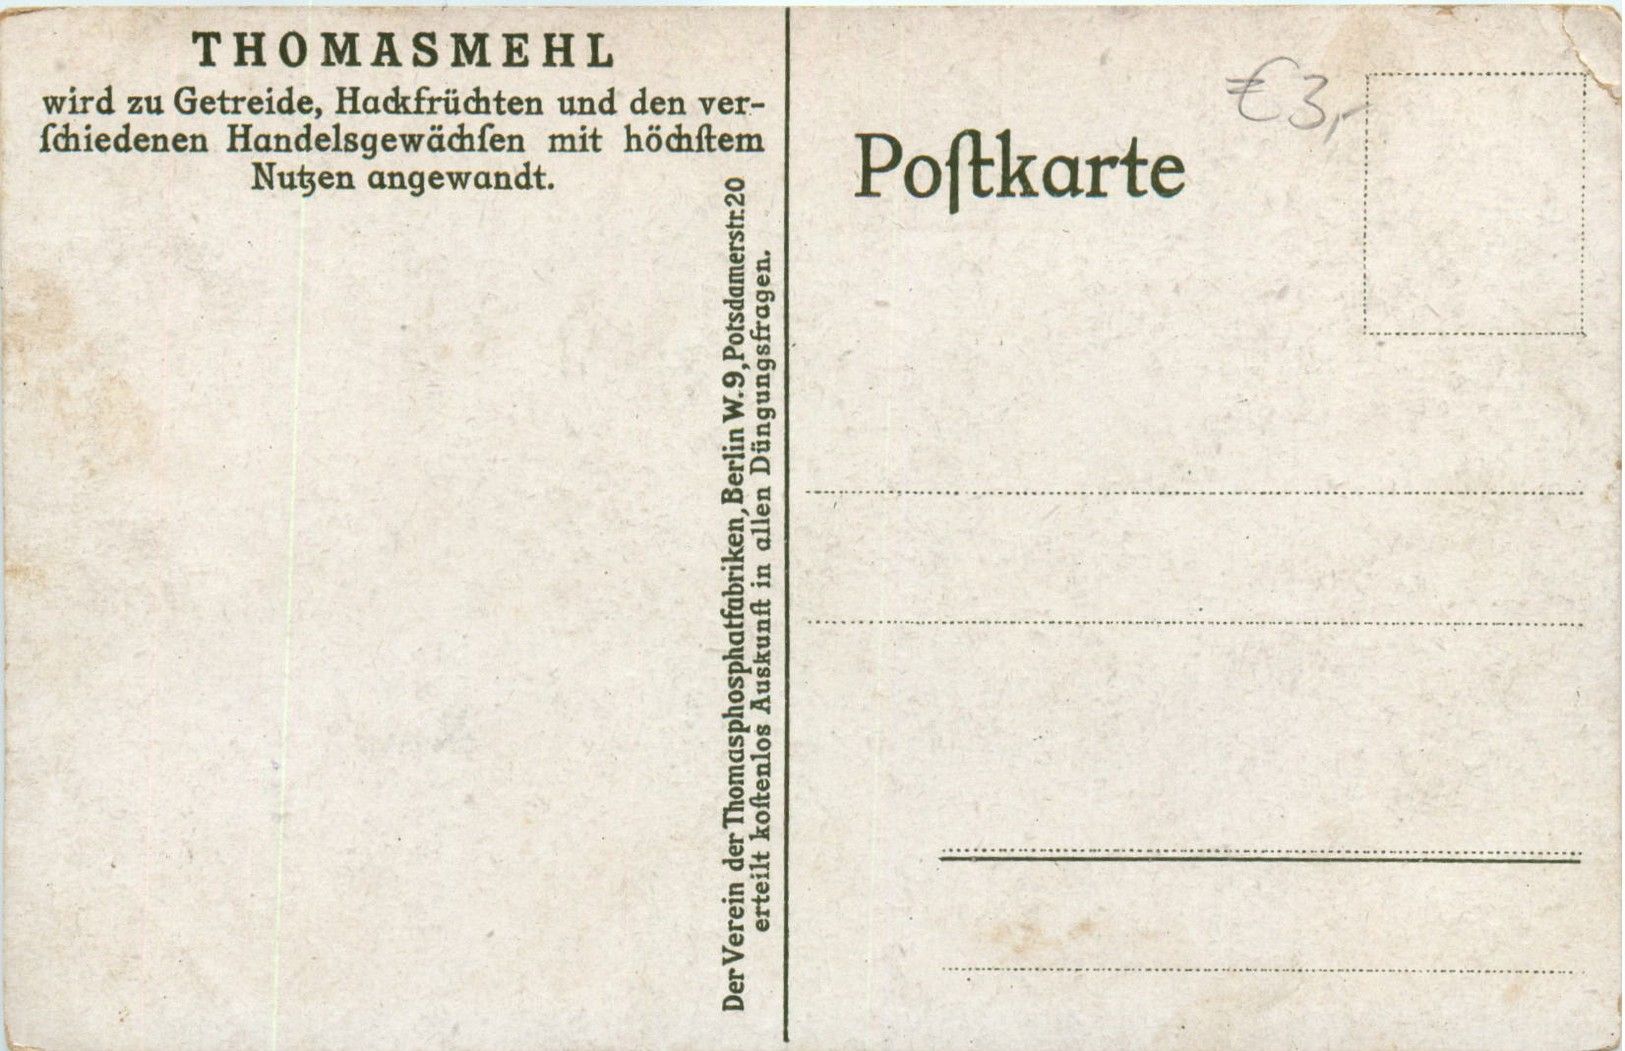 THOMASMEHL
wird zu Getreide, Hackfrüchten und den ver-
ſchiedenen Handelsgewächſen mit höchſtem
Nutzen angewandt.
Der Verein der Thomasphosphatfabriken, Berlin W. 9, Potsdamerstr. 20
erteilt koſtenlos Auskunft in allen Düngungsfragen.
Poſtkarte
€3,-